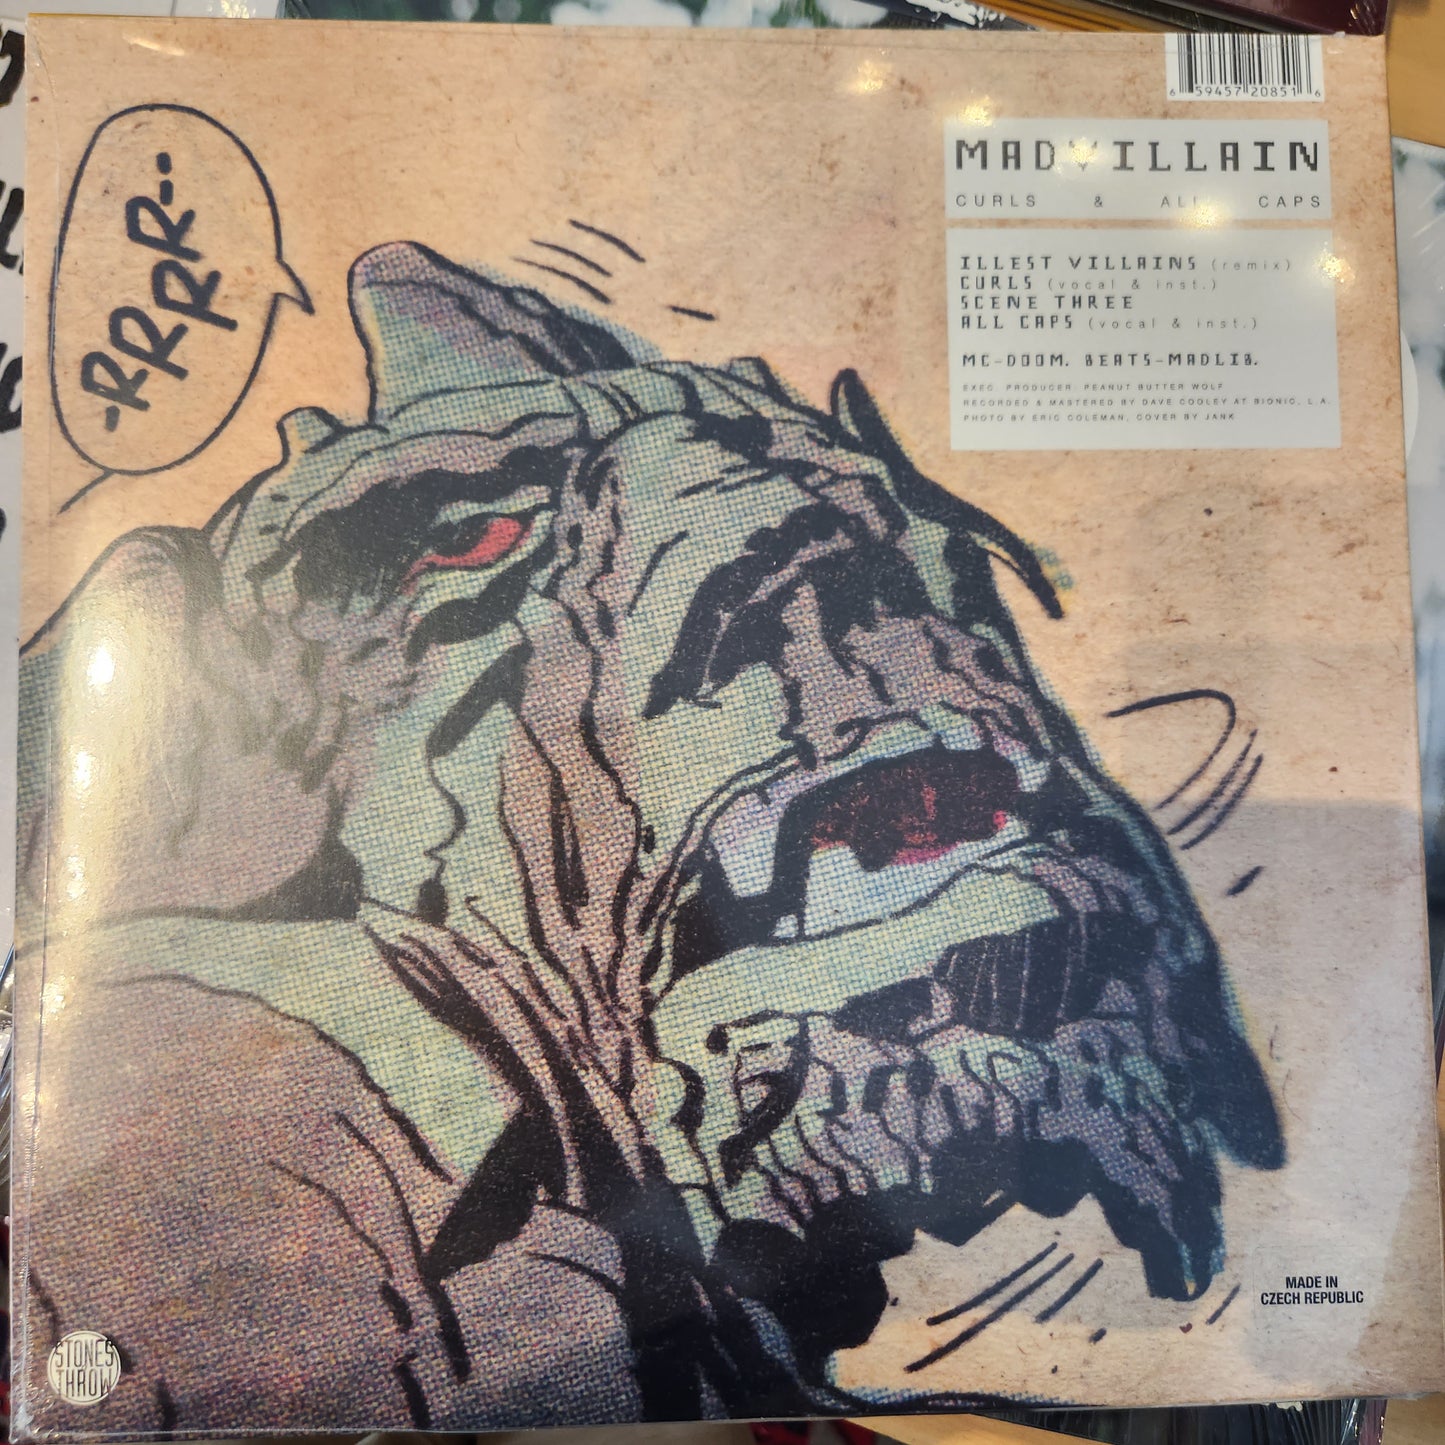 6 59457 20851 6
-RRRR--
MADVILLAIN
CURLS & ALL CAPS
ILLEST VILLAINS (remix)
CURLS (vocal & inst.)
SCENE THREE
ALL CAPS (vocal & inst.)
MC-DOOM. BEATS-MADLIB.
EXEC. PRODUCER: PEANUT BUTTER WOLF
RECORDED & MASTERED BY DAVE COOLEY AT BIONIC, L.A.
PHOTO BY ERIC COLEMAN, COVER BY JANK
MADE IN
CZECH REPUBLIC
STONES
THROW